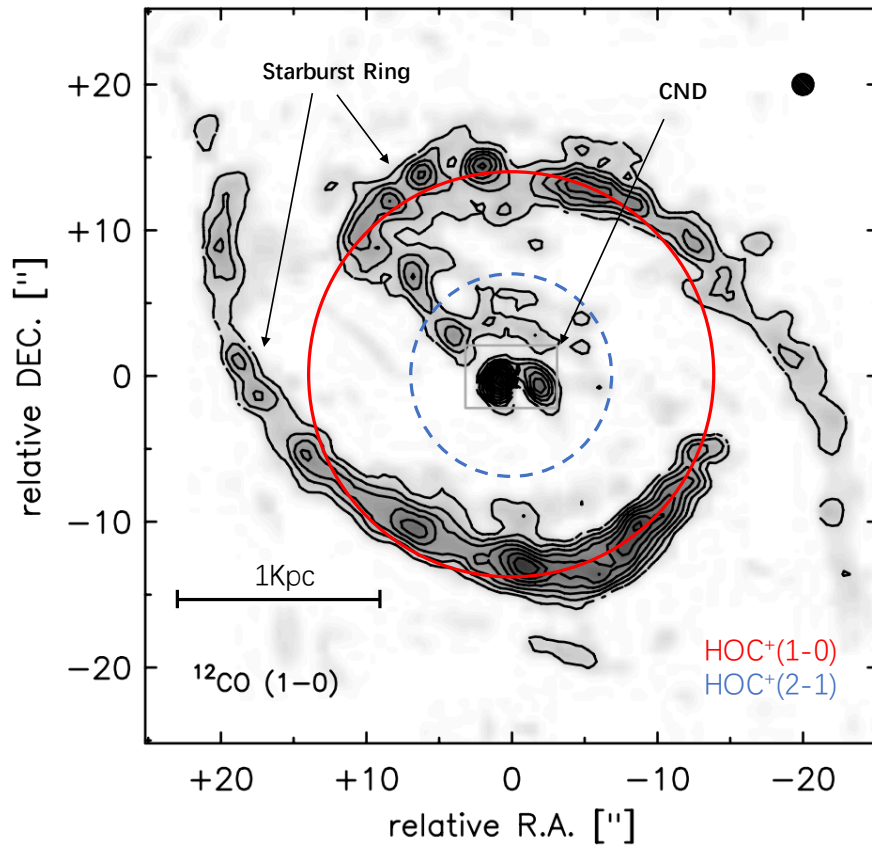 Starburst Ring
CND
+20
+10
0
−10
−20
relative DEC. ["]
1Kpc
¹²CO (1−0)
HOC⁺(1-0)
HOC⁺(2-1)
+20
+10
0
−10
−20
relative R.A. ["]